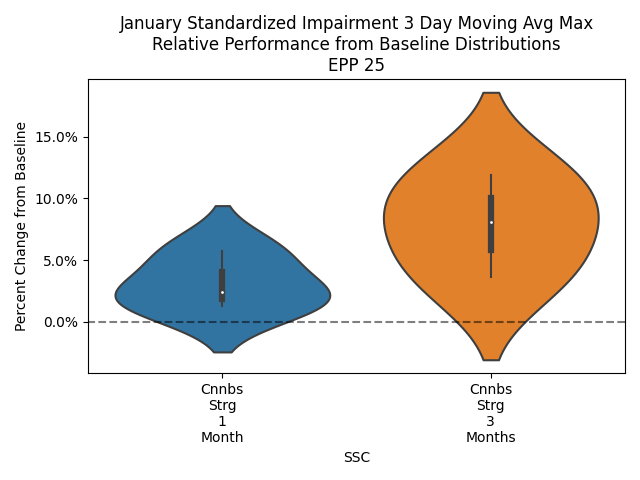 January Standardized Impairment 3 Day Moving Avg Max
Relative Performance from Baseline Distributions
EPP 25
Percent Change from Baseline
15.0%
10.0%
5.0%
0.0%
Cnnbs
Strg
1
Month
Cnnbs
Strg
3
Months
SSC